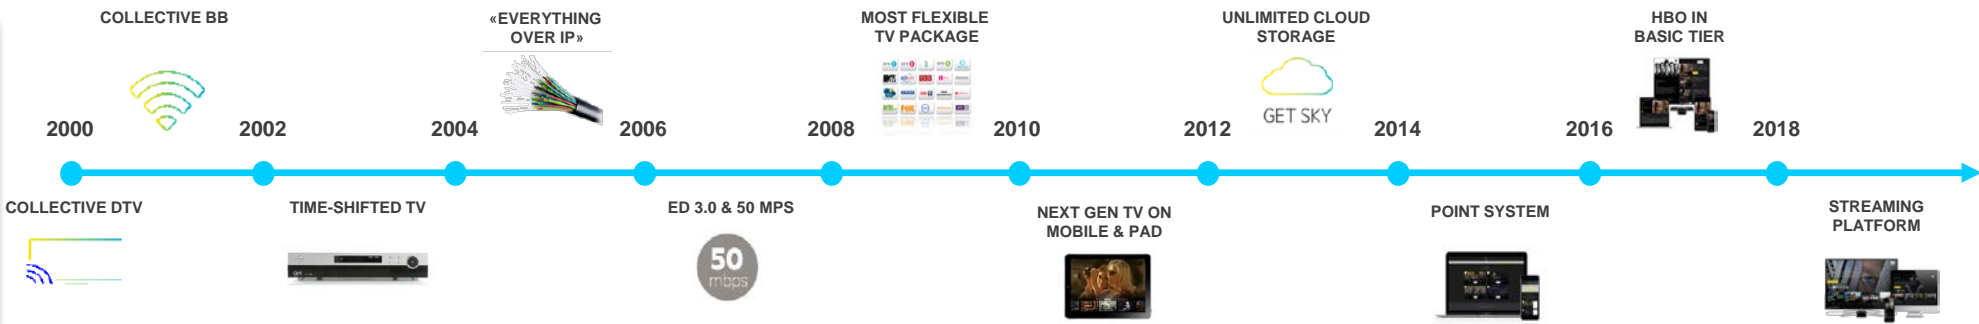 COLLECTIVE BB
«EVERYTHING
OVER IP»
MOST FLEXIBLE
TV PACKAGE
UNLIMITED CLOUD
STORAGE
HBO IN
BASIC TIER
GET SKY
2000
2002
2004
2006
2008
2010
2012
2014
2016
2018
COLLECTIVE DTV
TIME-SHIFTED TV
ED 3.0 & 50 MPS
NEXT GEN TV ON
MOBILE & PAD
POINT SYSTEM
STREAMING
PLATFORM
50
mbps